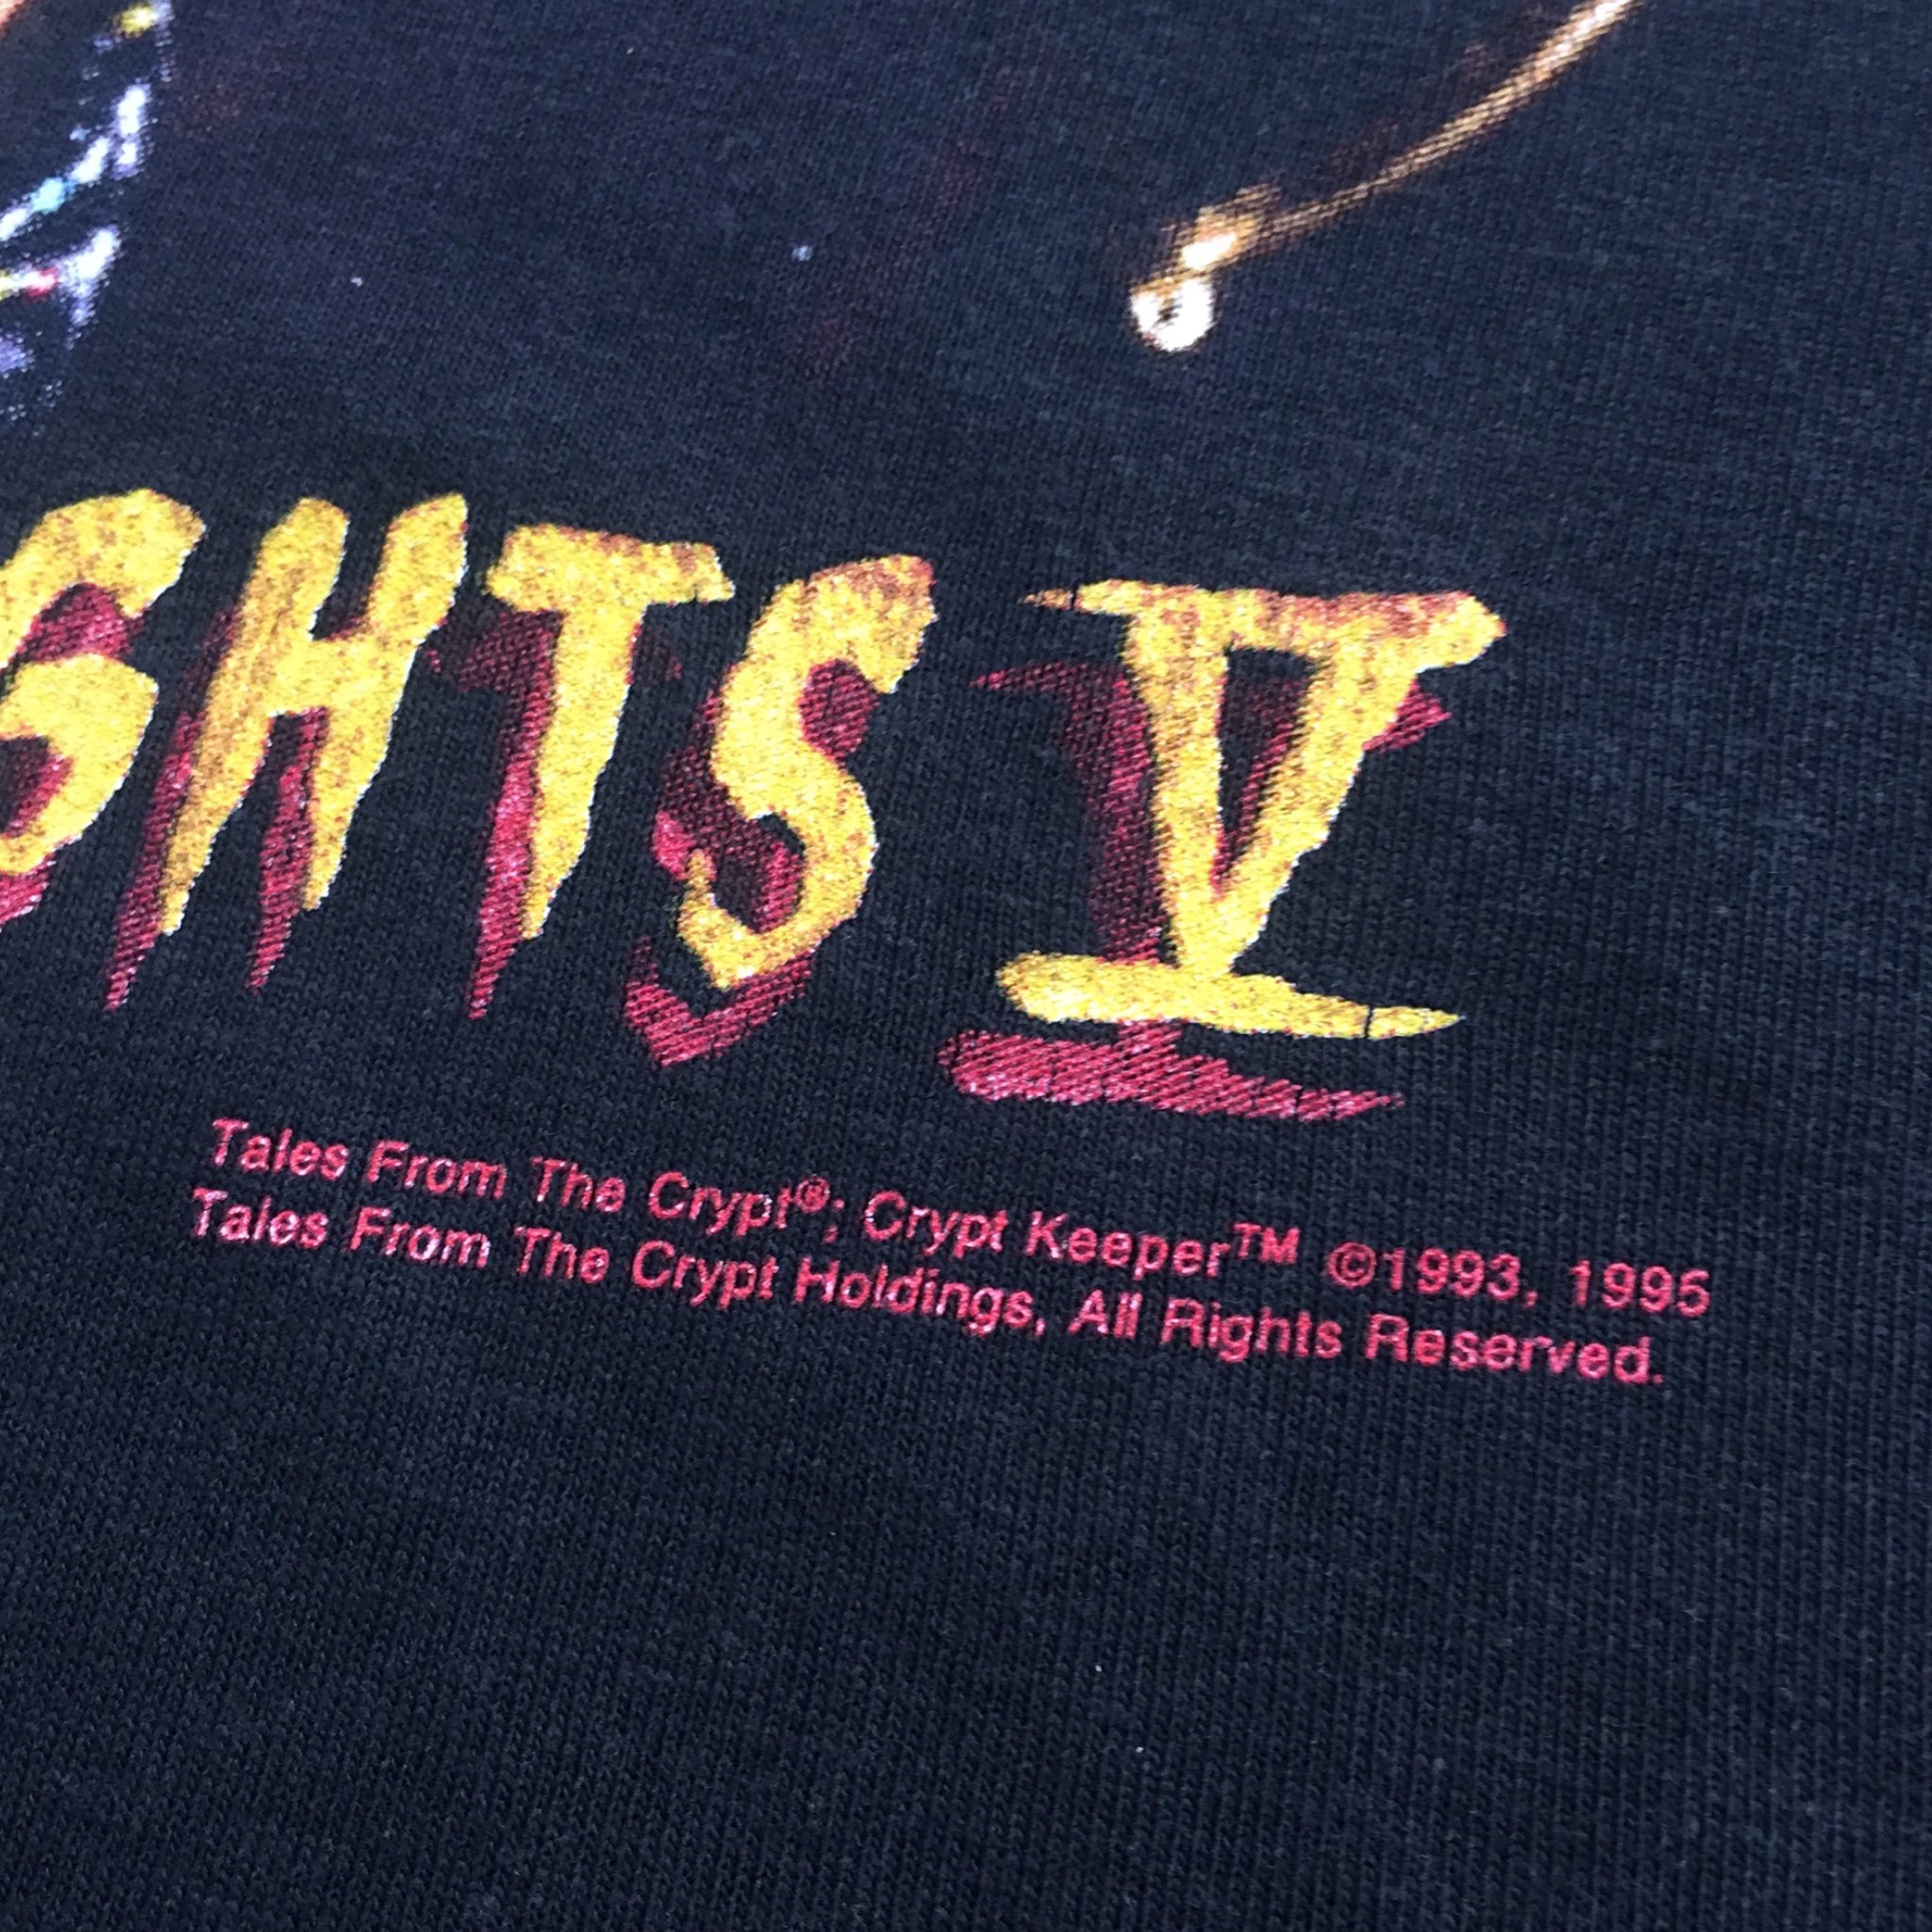 GHTS V
Tales From The Crypt®; Crypt Keeper™ ©1993, 1995
Tales From The Crypt Holdings, All Rights Reserved.